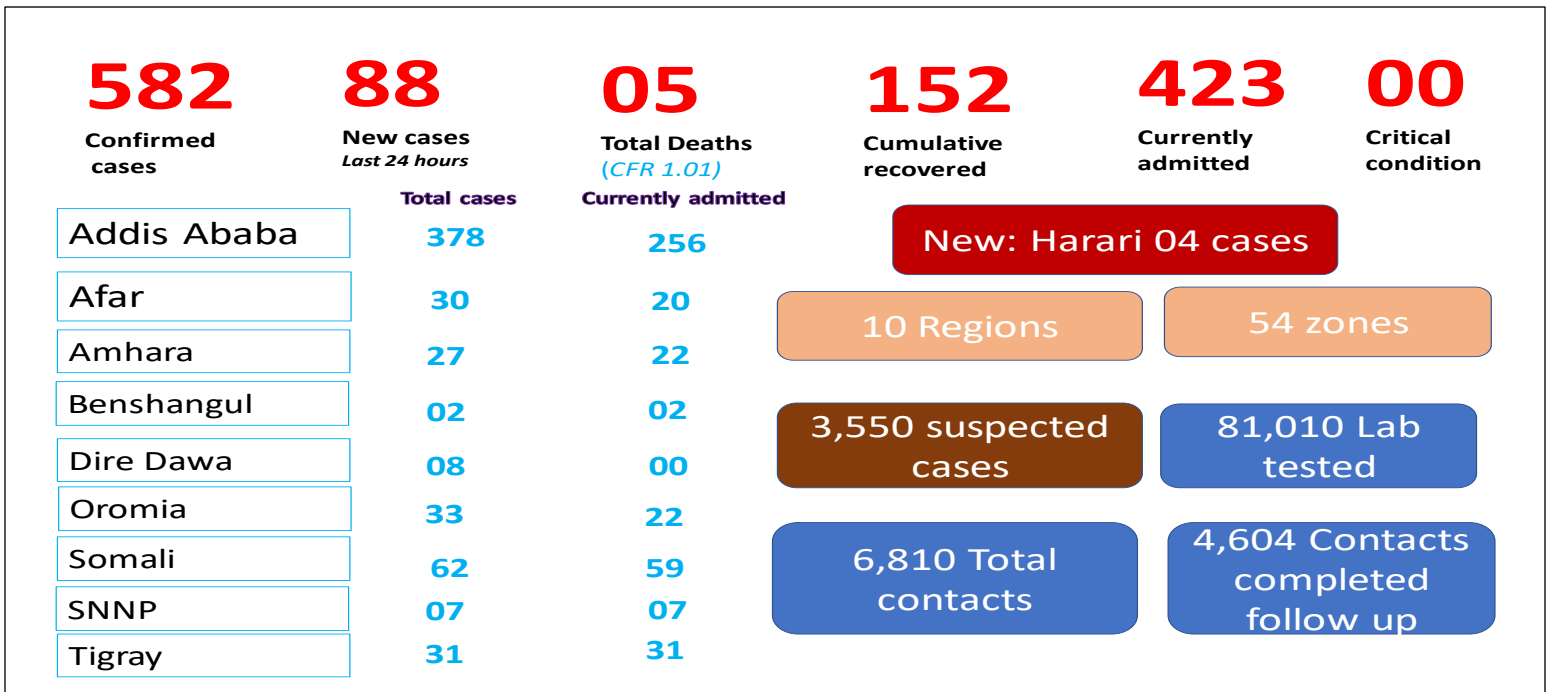 582
88
05
152
423
00
Confirmed
cases
New cases
Last 24 hours
Total Deaths
(CFR 1.01)
Cumulative
recovered
Currently
admitted
Critical
condition
Total cases
Currently admitted
Addis Ababa 378 256
Afar 30 20
Amhara 27 22
Benshangul 02 02
Dire Dawa 08 00
Oromia 33 22
Somali 62 59
SNNP 07 07
Tigray 31 31
New: Harari 04 cases
10 Regions
54 zones
3,550 suspected
cases
81,010 Lab
tested
6,810 Total
contacts
4,604 Contacts
completed
follow up